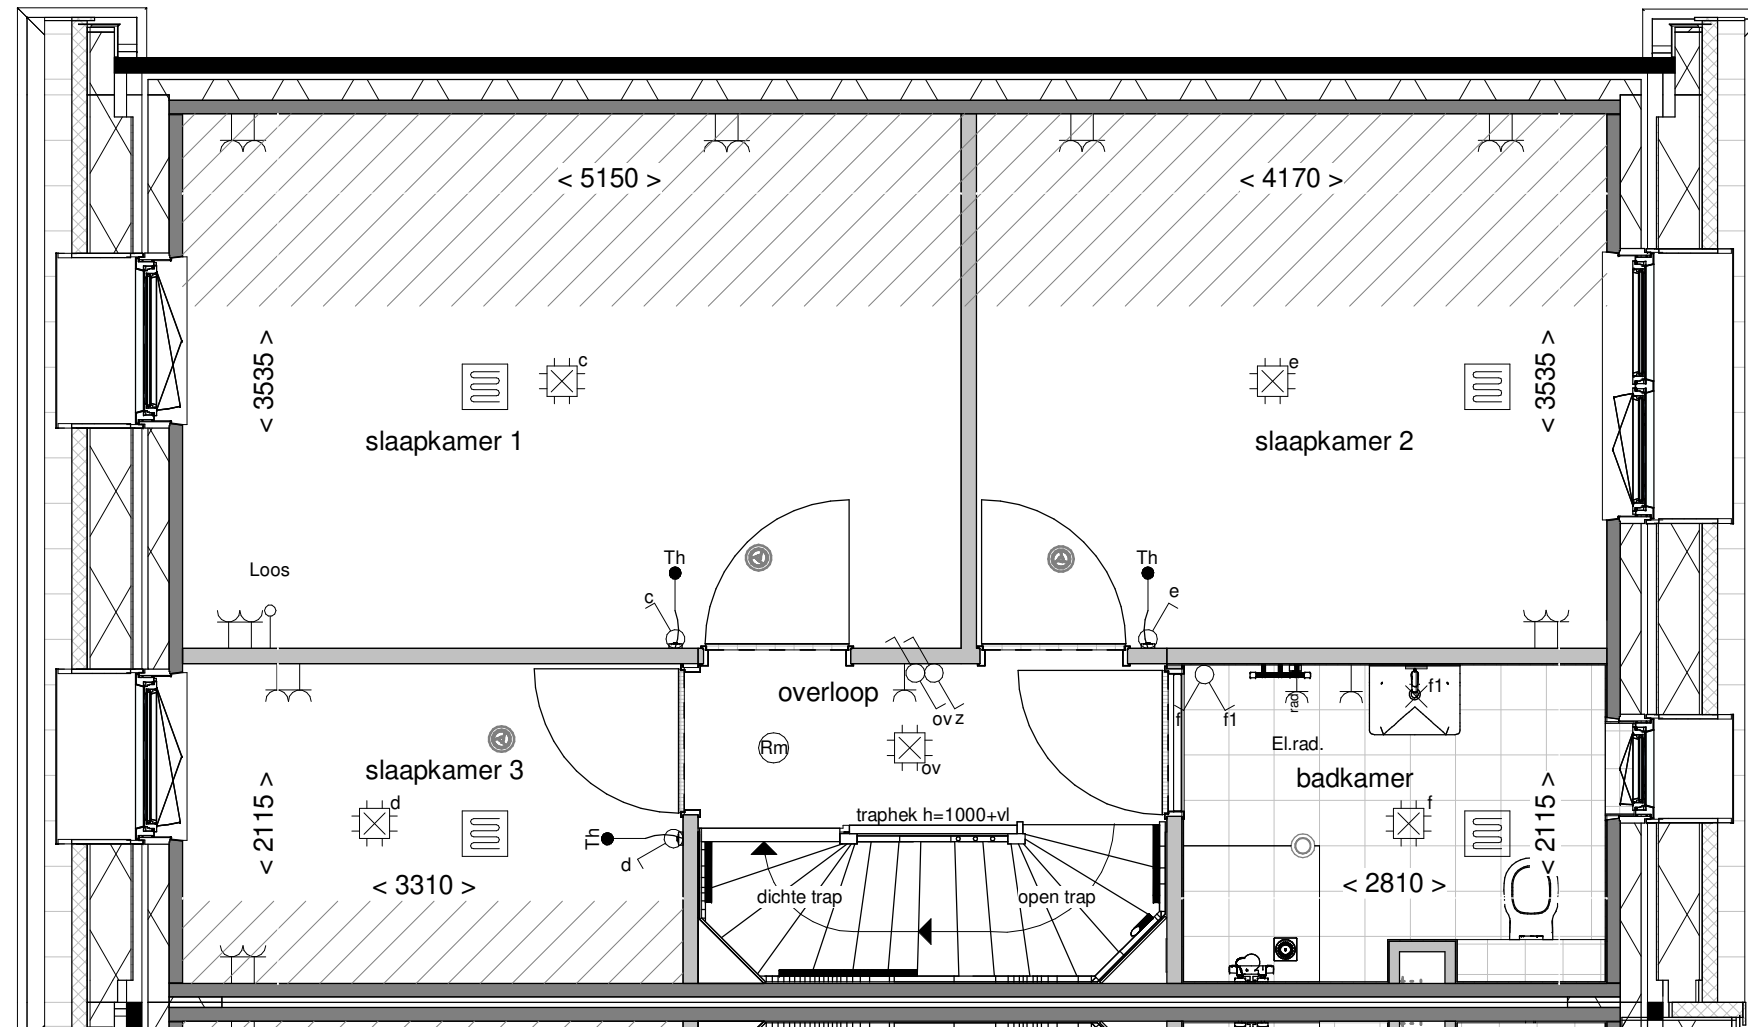 < 5150 >
< 4170 >
< 3535 >
c
e
< 3535 >
slaapkamer 1
slaapkamer 2
Loos
Th
Th
c
e
overloop
ov z
f
f1
rad
f1
Rm
ov
El.rad.
slaapkamer 3
badkamer
< 2115 >
d
traphek h=1000+vl
f
< 2115 >
Th
d
< 3310 >
dichte trap
open trap
< 2810 >